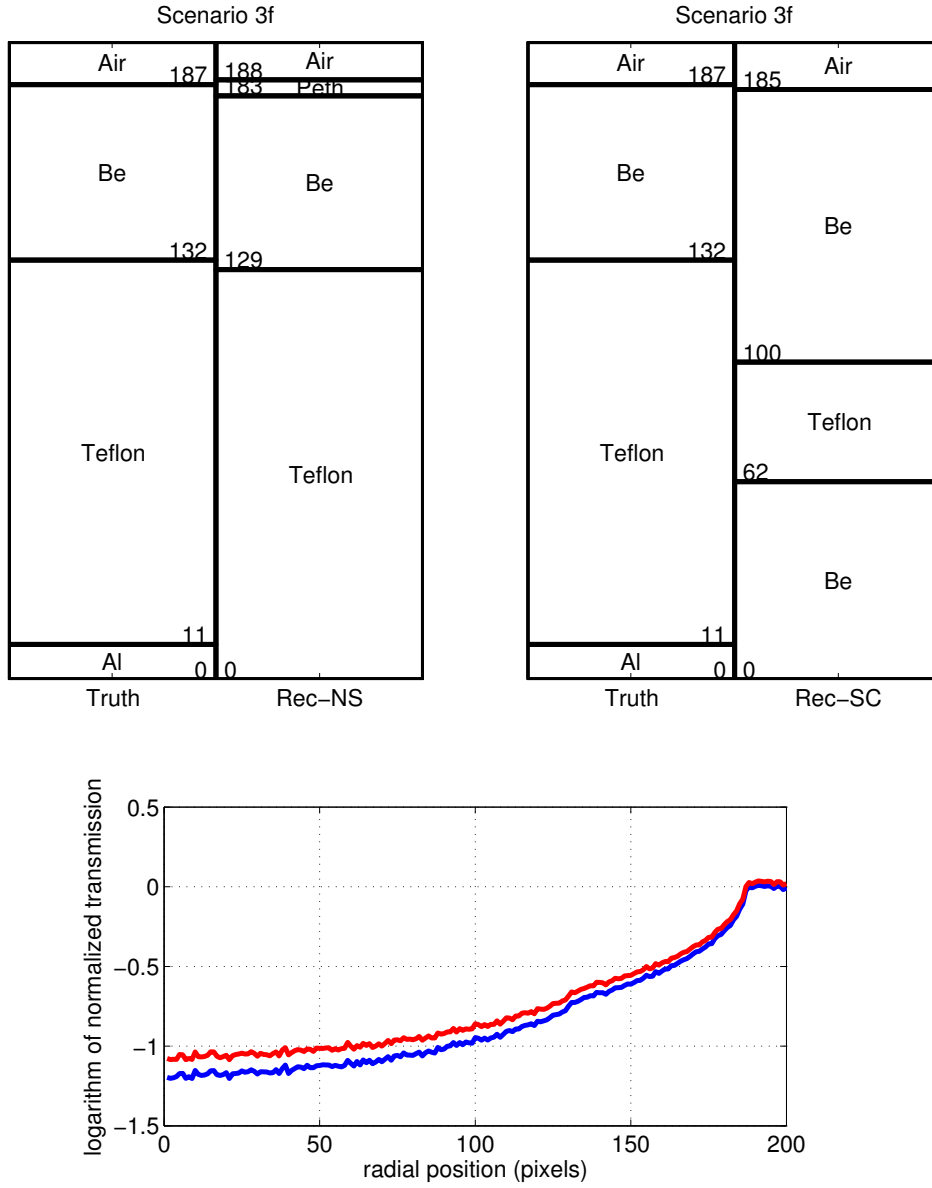 Scenario 3f
Air
187
Be
132
Teflon
11
Al
0
Truth
Air
188
Peth
183
Be
129
Teflon
0
Rec−NS
Scenario 3f
Air
187
Be
132
Teflon
11
Al
0
Truth
Air
185
Be
100
Teflon
62
Be
0
Rec−SC
logarithm of normalized transmission
0.5
0
−0.5
−1
−1.5
0 50 100 150 200
radial position (pixels)